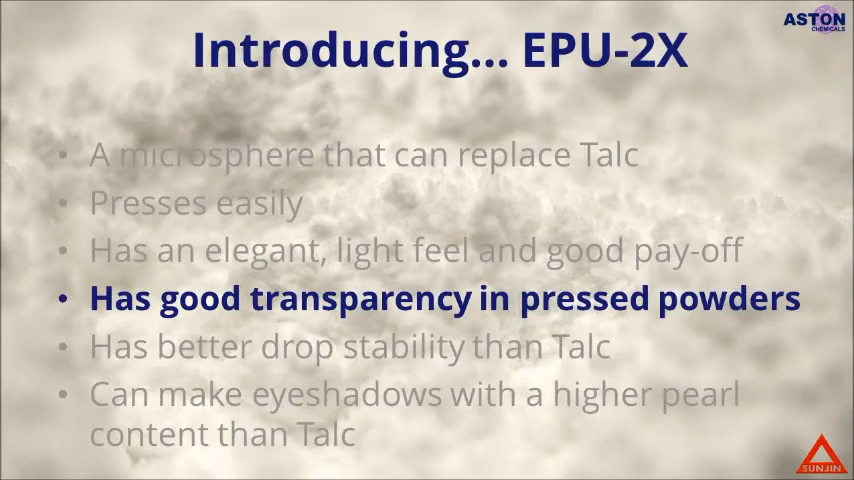 ASTON
CHEMICALS
Introducing... EPU-2X
• A microsphere that can replace Talc
• Presses easily
• Has an elegant, light feel and good pay-off
• Has good transparency in pressed powders
• Has better drop stability than Talc
• Can make eyeshadows with a higher pearl
content than Talc
SUNJIN